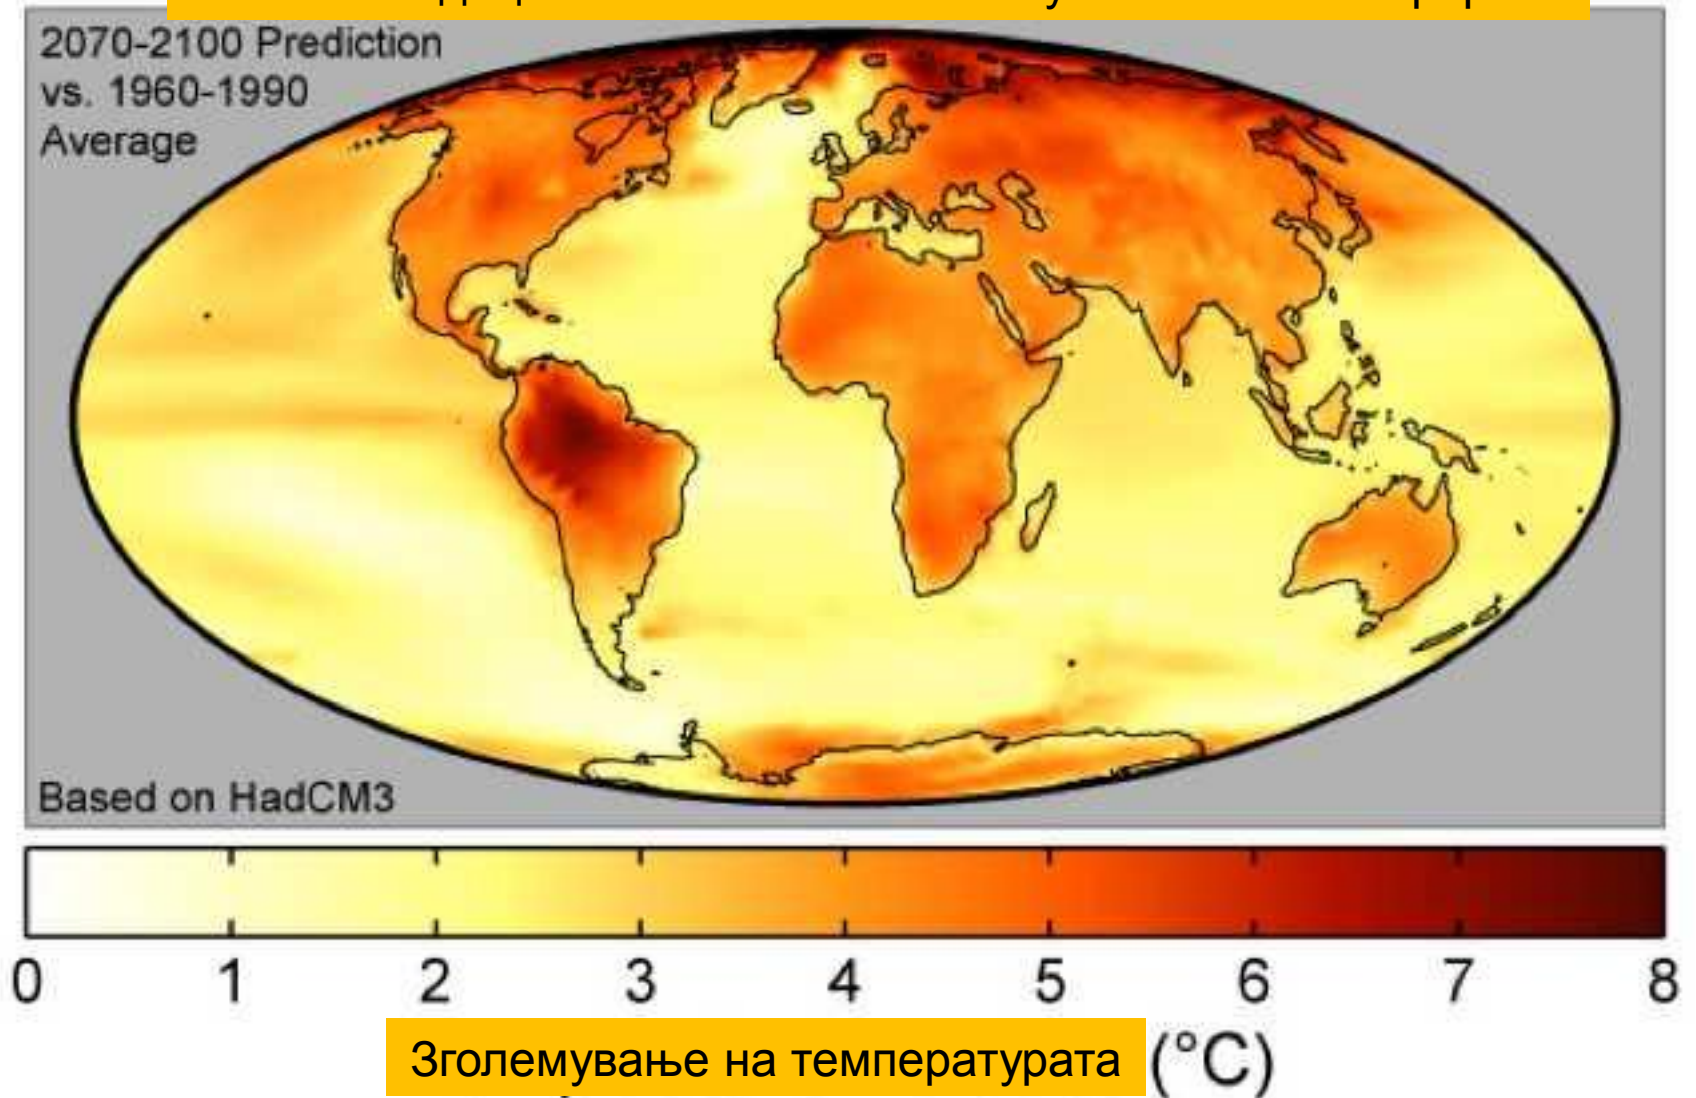 2070-2100 Prediction
vs. 1960-1990
Average
Based on HadCM3
0 1 2 3 4 5 6 7 8
Зголемување на температурата (°C)